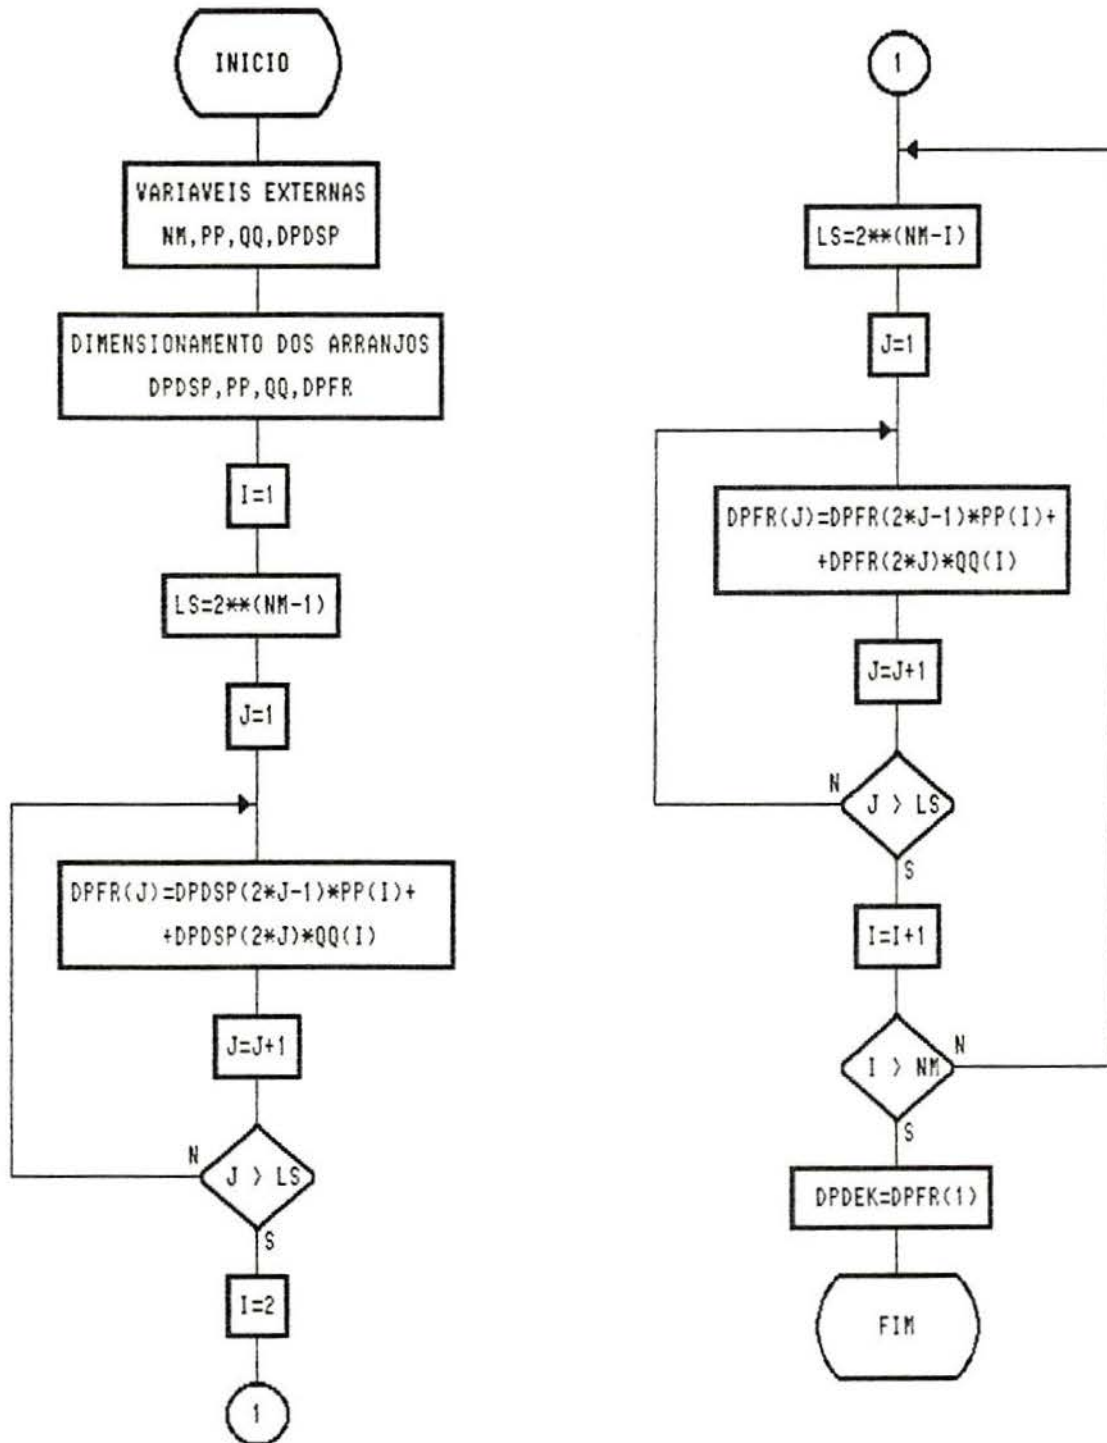 INICIO
VARIAVEIS EXTERNAS
NM,PP,QQ,DPDSP
DIMENSIONAMENTO DOS ARRANJOS
DPDSP,PP,QQ,DPFR
I=1
LS=2**(NM-1)
J=1
DPFR(J)=DPDSP(2*J-1)*PP(I)+
+DPDSP(2*J)*QQ(I)
J=J+1
N
J > LS
S
I=2
1
1
LS=2**(NM-I)
J=1
DPFR(J)=DPFR(2*J-1)*PP(I)+
+DPFR(2*J)*QQ(I)
J=J+1
N
J > LS
S
I=I+1
I > NM
N
S
DPDEK=DPFR(1)
FIM